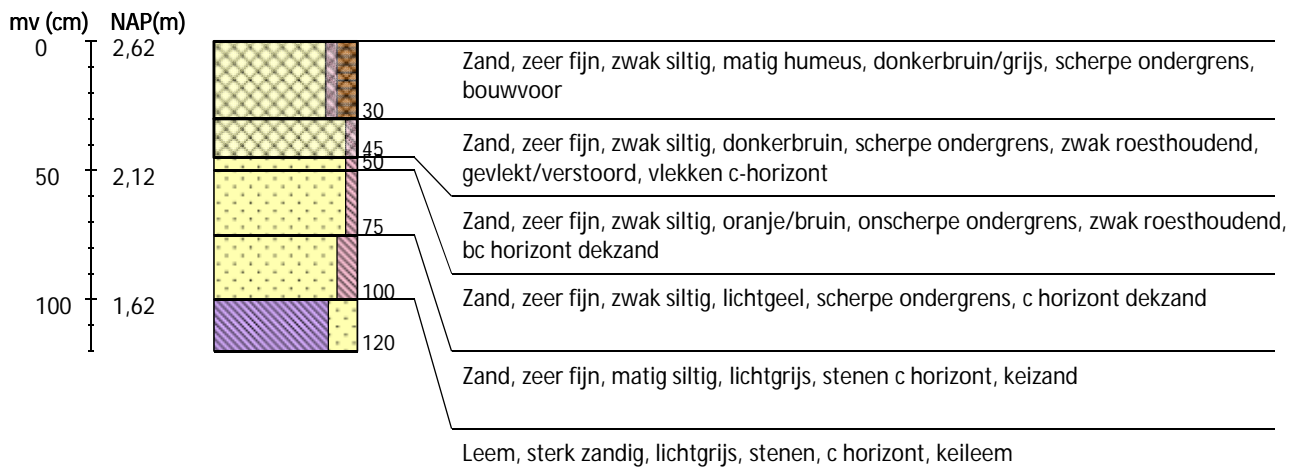 mv (cm) NAP(m)
0 2,62
Zand, zeer fijn, zwak siltig, matig humeus, donkerbruin/grijs, scherpe ondergrens,
bouwvoor
30
Zand, zeer fijn, zwak siltig, donkerbruin, scherpe ondergrens, zwak roesthoudend,
gevlekt/verstoord, vlekken c-horizont
45
50
50 2,12
Zand, zeer fijn, zwak siltig, oranje/bruin, onscherpe ondergrens, zwak roesthoudend,
bc horizont dekzand
75
Zand, zeer fijn, zwak siltig, lichtgeel, scherpe ondergrens, c horizont dekzand
100
100 1,62
120
Zand, zeer fijn, matig siltig, lichtgrijs, stenen c horizont, keizand
Leem, sterk zandig, lichtgrijs, stenen, c horizont, keileem